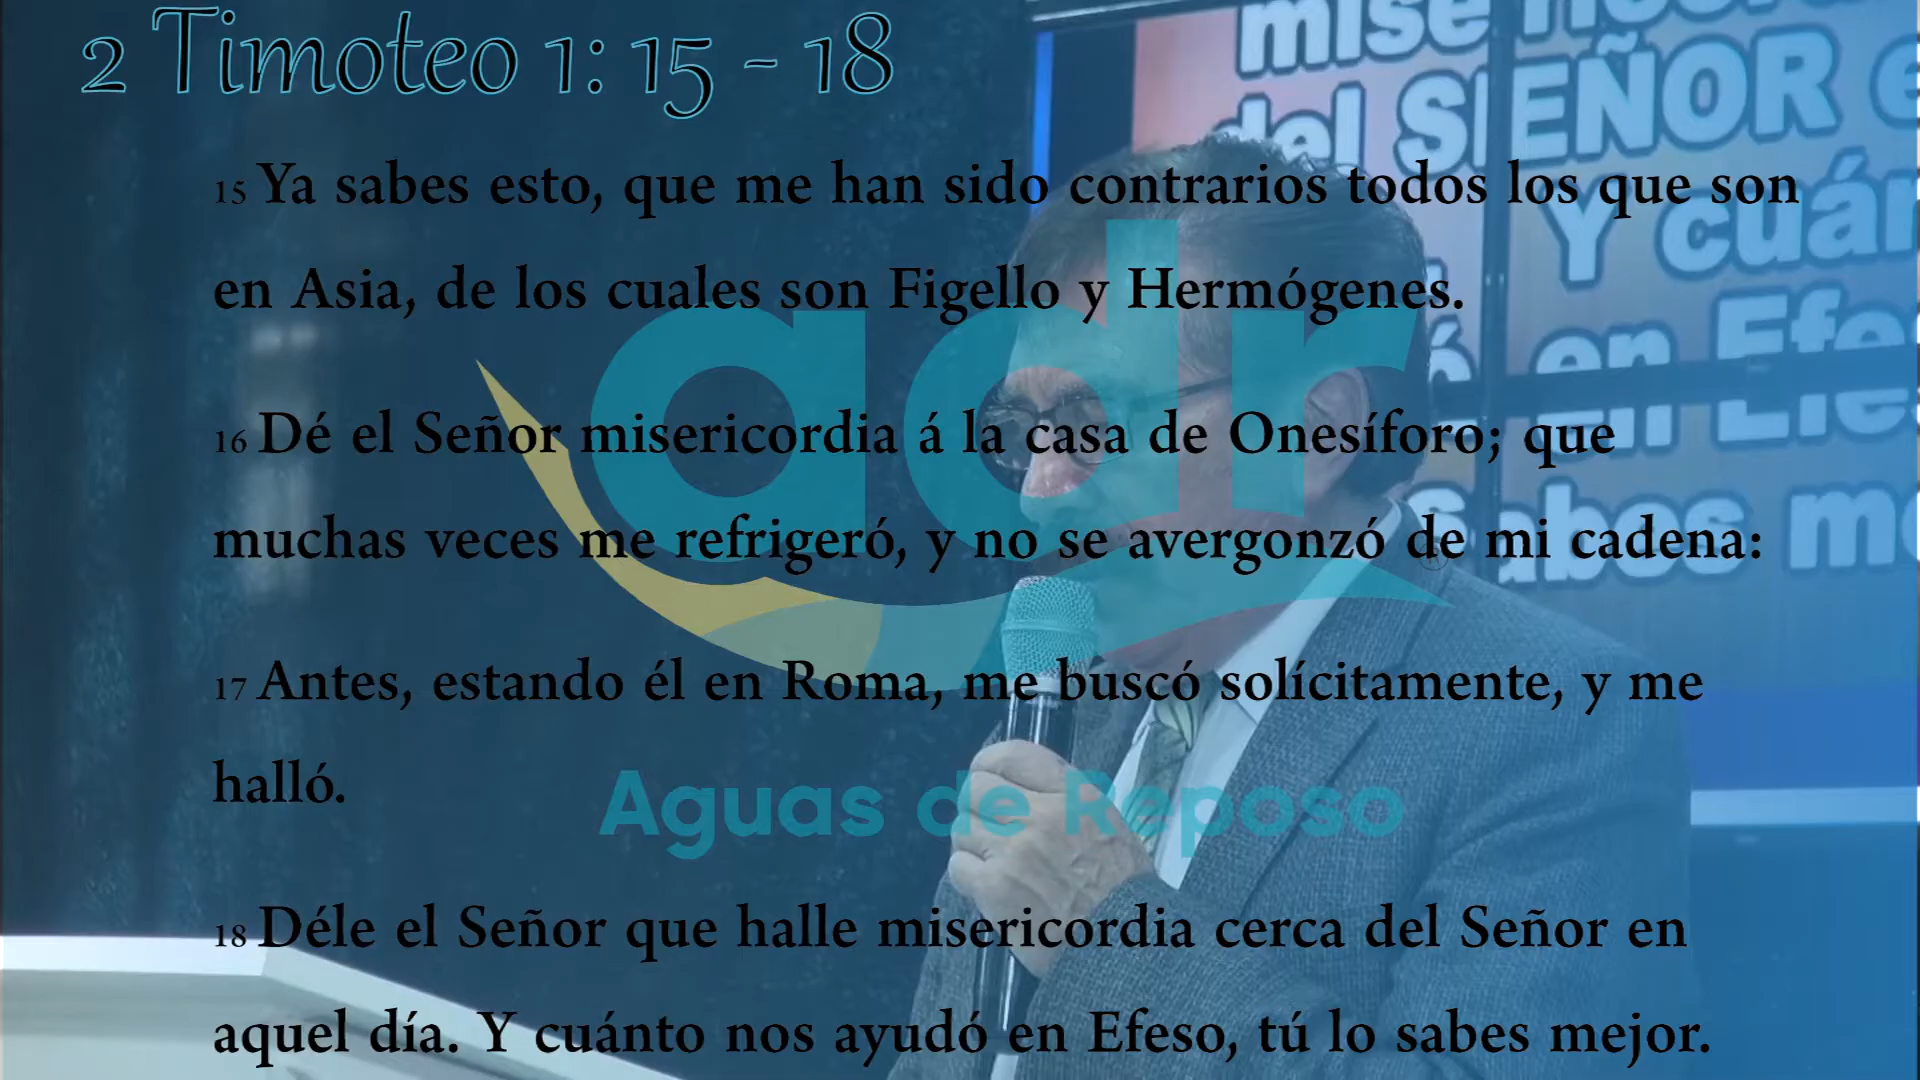 2 Timoteo 1: 15 - 18
15 Ya sabes esto, que me han sido contrarios todos los que son
en Asia, de los cuales son Figello y Hermógenes.
16 Dé el Señor misericordia á la casa de Onesíforo; que
muchas veces me refrigeró, y no se avergonzó de mi cadena:
17 Antes, estando él en Roma, me buscó solícitamente, y me
halló.
18 Déle el Señor que halle misericordia cerca del Señor en
aquel día. Y cuánto nos ayudó en Efeso, tú lo sabes mejor.
adr
Aguas de Reposo
del SEÑOR
Y
en